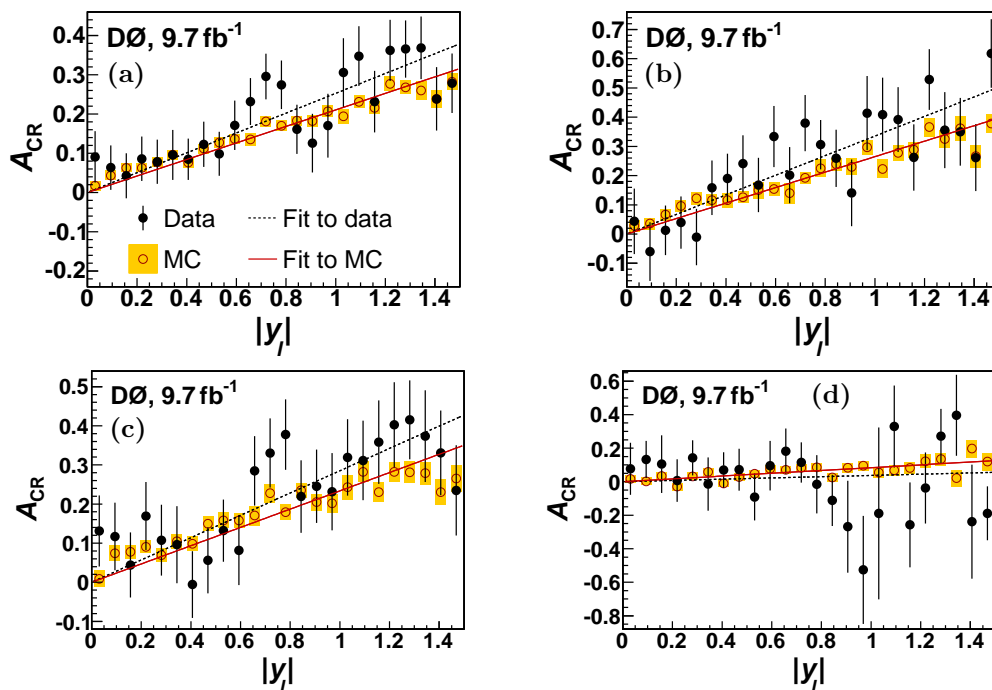 DØ, 9.7 fb⁻¹
(a)
A_CR
0.4
0.3
0.2
0.1
0
-0.1
-0.2
Data
Fit to data
MC
Fit to MC
0 0.2 0.4 0.6 0.8 1 1.2 1.4
|y_l|
DØ, 9.7 fb⁻¹
(b)
A_CR
0.6
0.5
0.4
0.3
0.2
0.1
0
-0.1
0 0.2 0.4 0.6 0.8 1 1.2 1.4
|y_l|
DØ, 9.7 fb⁻¹
(c)
A_CR
0.5
0.4
0.3
0.2
0.1
0
-0.1
0 0.2 0.4 0.6 0.8 1 1.2 1.4
|y_l|
DØ, 9.7 fb⁻¹
(d)
A_CR
0.6
0.4
0.2
0
-0.2
-0.4
-0.6
-0.8
0 0.2 0.4 0.6 0.8 1 1.2 1.4
|y_l|